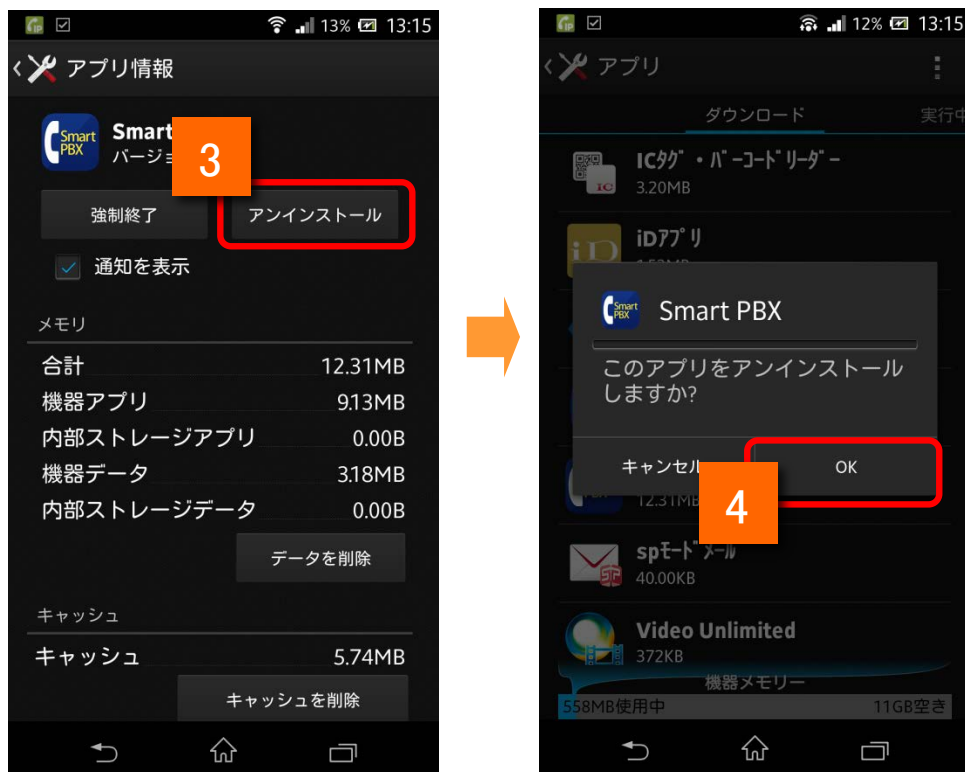 IP
13% 13:15
アプリ情報
Smart
PBX
Smart
バージョ
3
強制終了
アンインストール
通知を表示
メモリ
合計 12.31MB
機器アプリ 9.13MB
内部ストレージアプリ 0.00B
機器データ 3.18MB
内部ストレージデータ 0.00B
データを削除
キャッシュ
キャッシュ 5.74MB
キャッシュを削除
IP
12% 13:15
アプリ
ダウンロード 実行中
ICﾀｸﾞ・ﾊﾞｰｺｰﾄﾞﾘｰﾀﾞｰ
IC
3.20MB
iD
iDｱﾌﾟﾘ
Smart
PBX
Smart PBX
このアプリをアンインストール
しますか?
キャンセル
OK
12.31MB
4
spﾓｰﾄﾞﾒｰﾙ
40.00KB
Video Unlimited
372KB
機器メモリー
558MB使用中 11GB空き